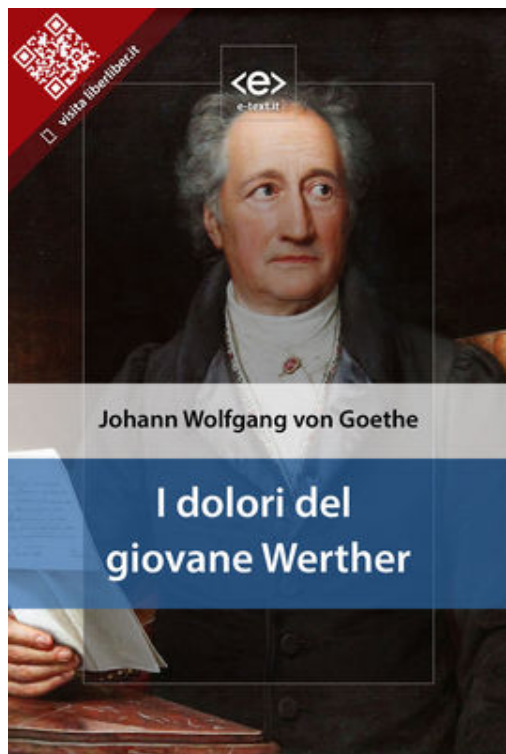 visita liberliber.it
<e>
e-text.it
Johann Wolfgang von Goethe
I dolori del
giovane Werther